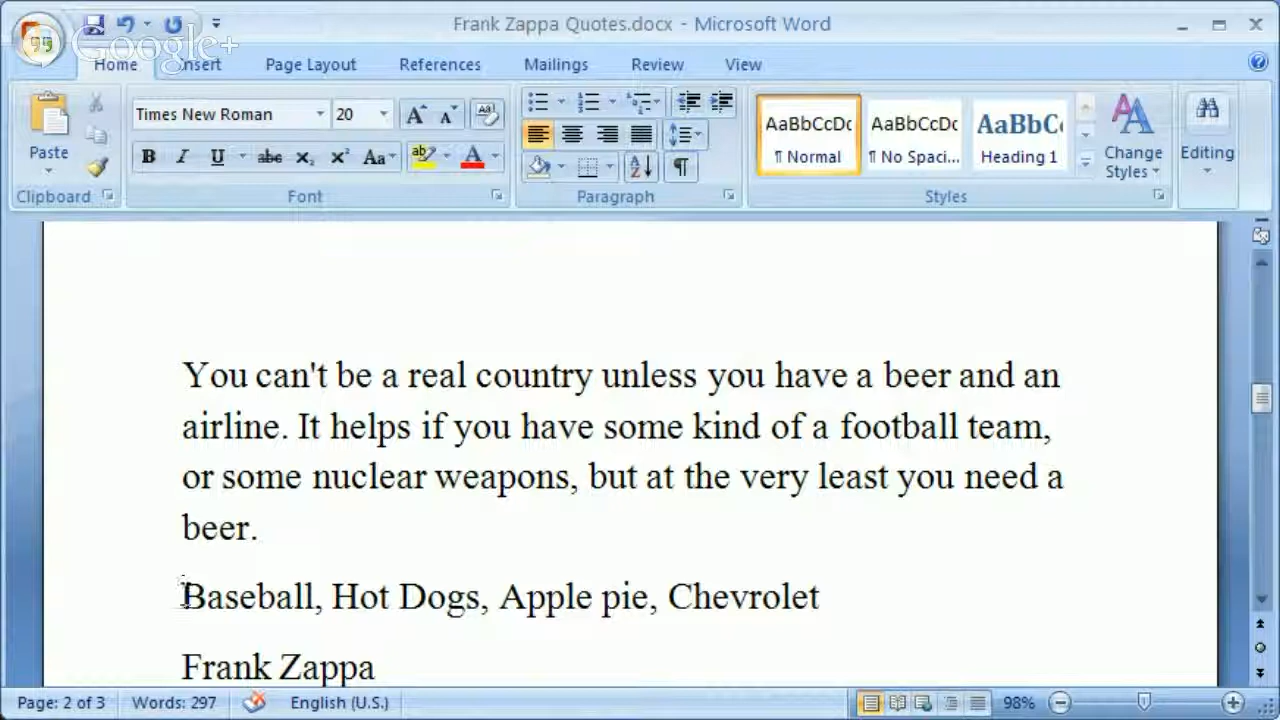 Frank Zappa Quotes.docx - Microsoft Word
Google+
Home Insert Page Layout References Mailings Review View
Paste
Clipboard
Times New Roman 20
Font
Paragraph
AaBbCcDc AaBbCcDc AaBbCc
¶ Normal ¶ No Spaci... Heading 1
Change
Styles
Styles
Editing
You can't be a real country unless you have a beer and an
airline. It helps if you have some kind of a football team,
or some nuclear weapons, but at the very least you need a
beer.
Baseball, Hot Dogs, Apple pie, Chevrolet
Frank Zappa
Page: 2 of 3 Words: 297 English (U.S.) 98%